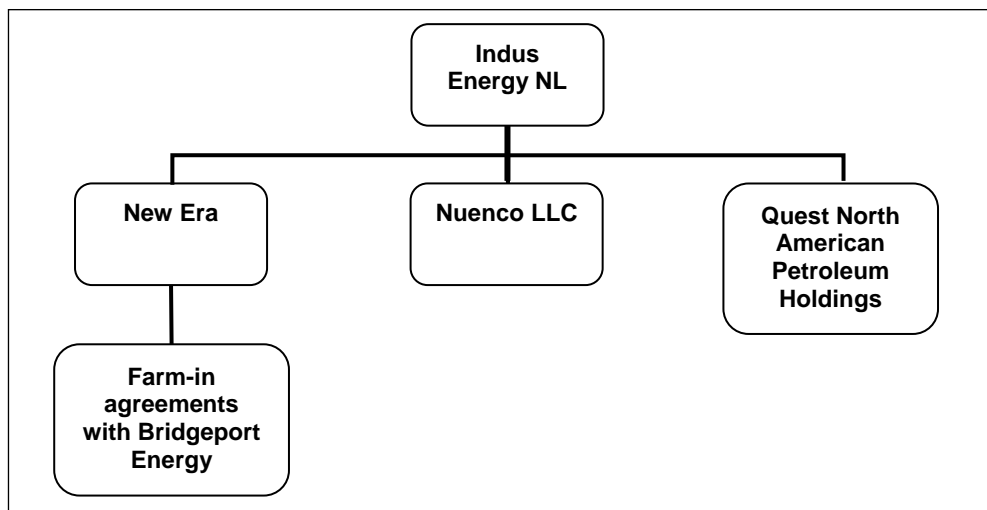 Indus
Energy NL
New Era
Nuenco LLC
Quest North
American
Petroleum
Holdings
Farm-in
agreements
with Bridgeport
Energy